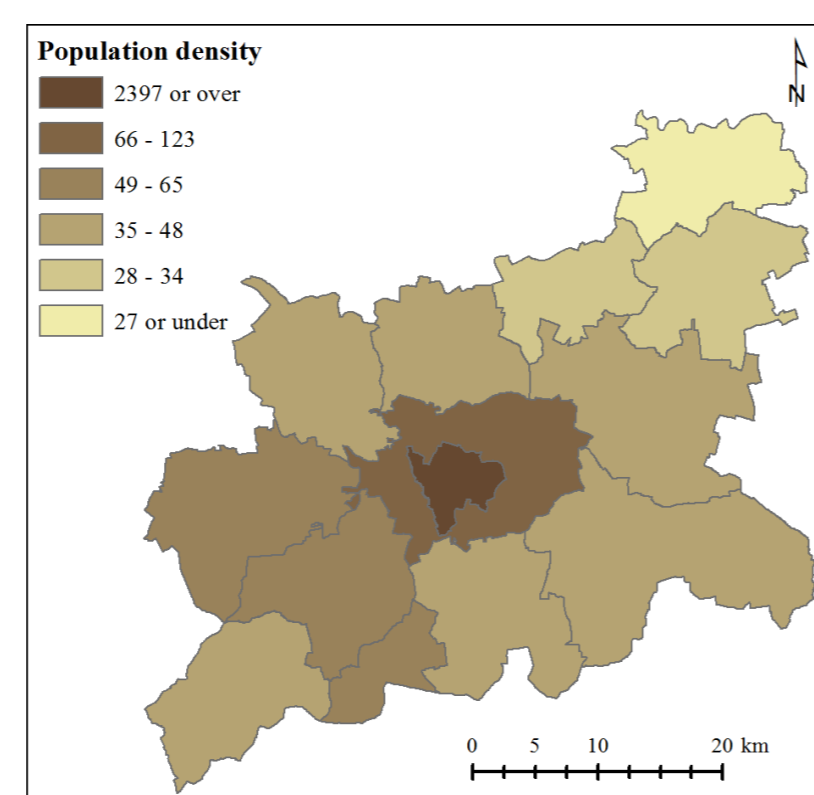 Population density
2397 or over
66 - 123
49 - 65
35 - 48
28 - 34
27 or under
N
0 5 10 20 km